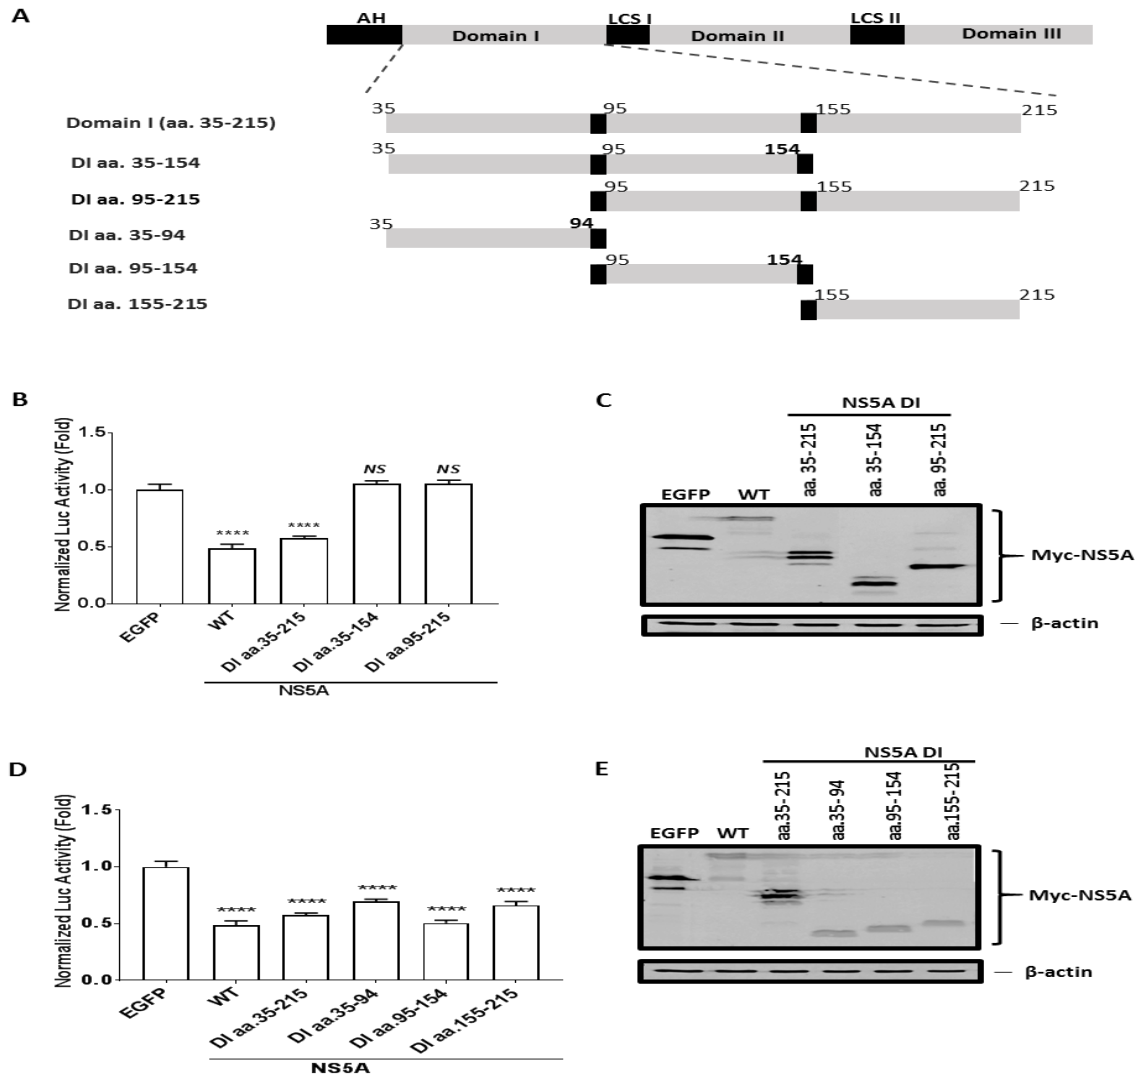 A
AH LCS I LCS II
Domain I Domain II Domain III
35 95 155 215
Domain I (aa. 35-215)
35 95 154
DI aa. 35-154
95 155 215
DI aa. 95-215
35 94
DI aa. 35-94
95 154
DI aa. 95-154
155 215
DI aa. 155-215
B
Normalized Luc Activity (Fold)
1.5
1.0
0.5
0.0
**** **** NS NS
EGFP
WT
DI aa.35-215
DI aa.35-154
DI aa.95-215
NS5A
C
NS5A DI
aa. 35-215
aa. 35-154
aa. 95-215
EGFP WT
Myc-NS5A
β-actin
D
Normalized Luc Activity (Fold)
1.5
1.0
0.5
0.0
**** **** **** **** ****
EGFP
WT
DI aa.35-215
DI aa.35-94
DI aa.95-154
DI aa.155-215
NS5A
E
NS5A DI
aa.35-215
aa.35-94
aa.95-154
aa.155-215
EGFP WT
Myc-NS5A
β-actin